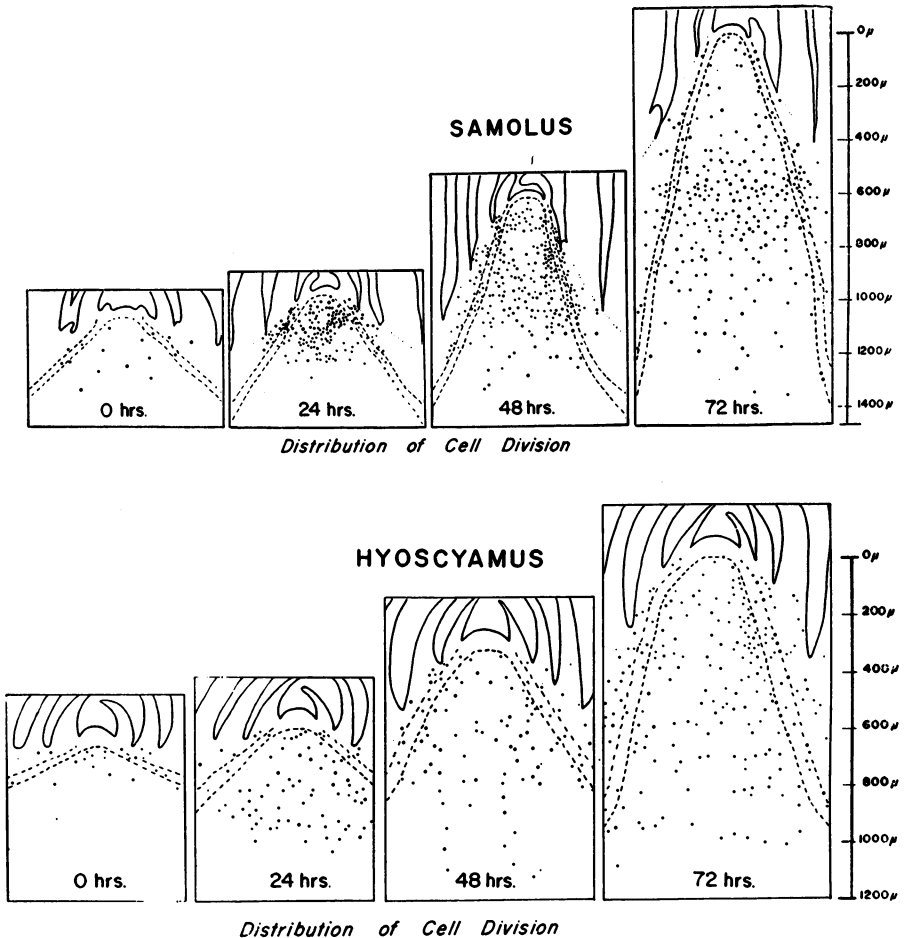 SAMOLUS
0μ
200μ
400μ
600μ
800μ
1000μ
1200μ
1400μ
0 hrs.
24 hrs.
48 hrs.
72 hrs.
Distribution of Cell Division
HYOSCYAMUS
0μ
200μ
400μ
600μ
800μ
1000μ
1200μ
0 hrs.
24 hrs.
48 hrs.
72 hrs.
Distribution of Cell Division